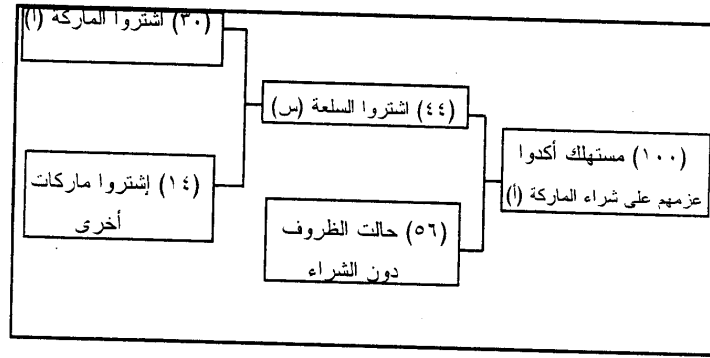 (١٠٠) مستهلك أكدوا
عزمهم على شراء الماركة (أ)
(٤٤) اشتروا السلعة (س)
(٥٦) حالت الظروف
دون الشراء
(٣٠) اشتروا الماركة (أ)
(١٤) إشتروا ماركات
أخرى